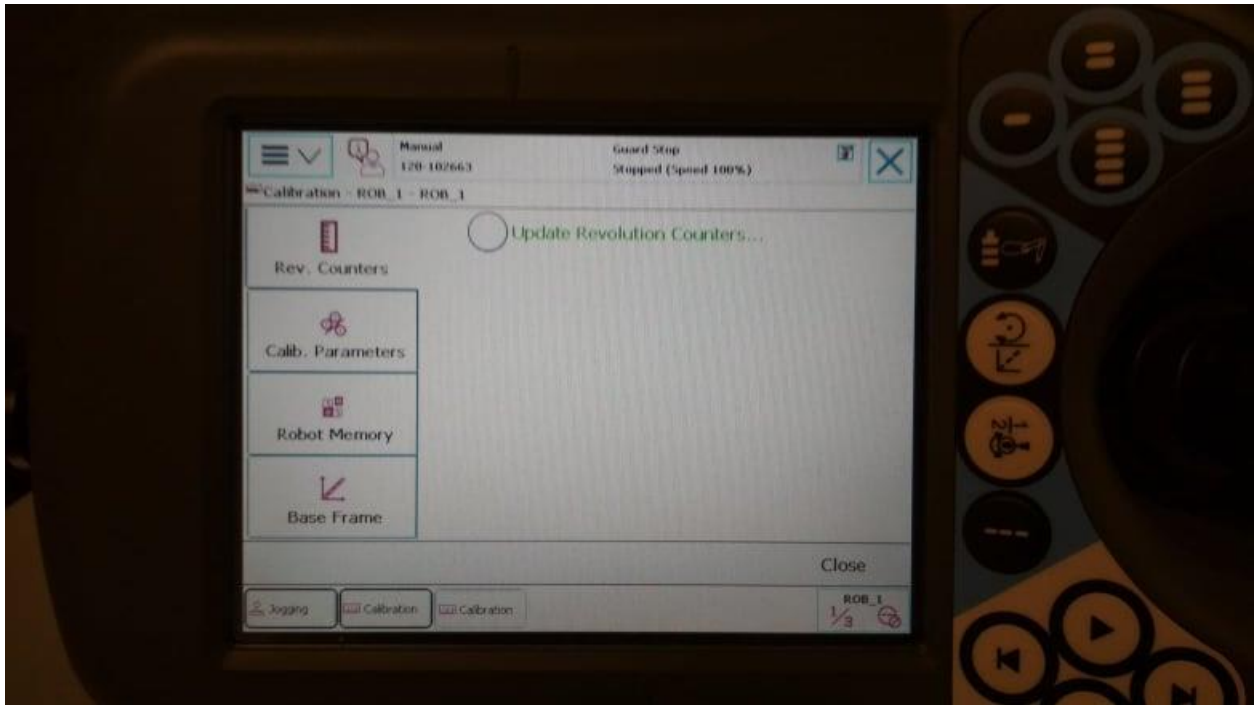 Manual
120-102663
Guard Stop
Stopped (Speed 100%)
Calibration - ROB_1 - ROB_1
Rev. Counters
Update Revolution Counters...
Calib. Parameters
Robot Memory
Base Frame
Close
Jogging
Calibration
Calibration
ROB_1
1/3